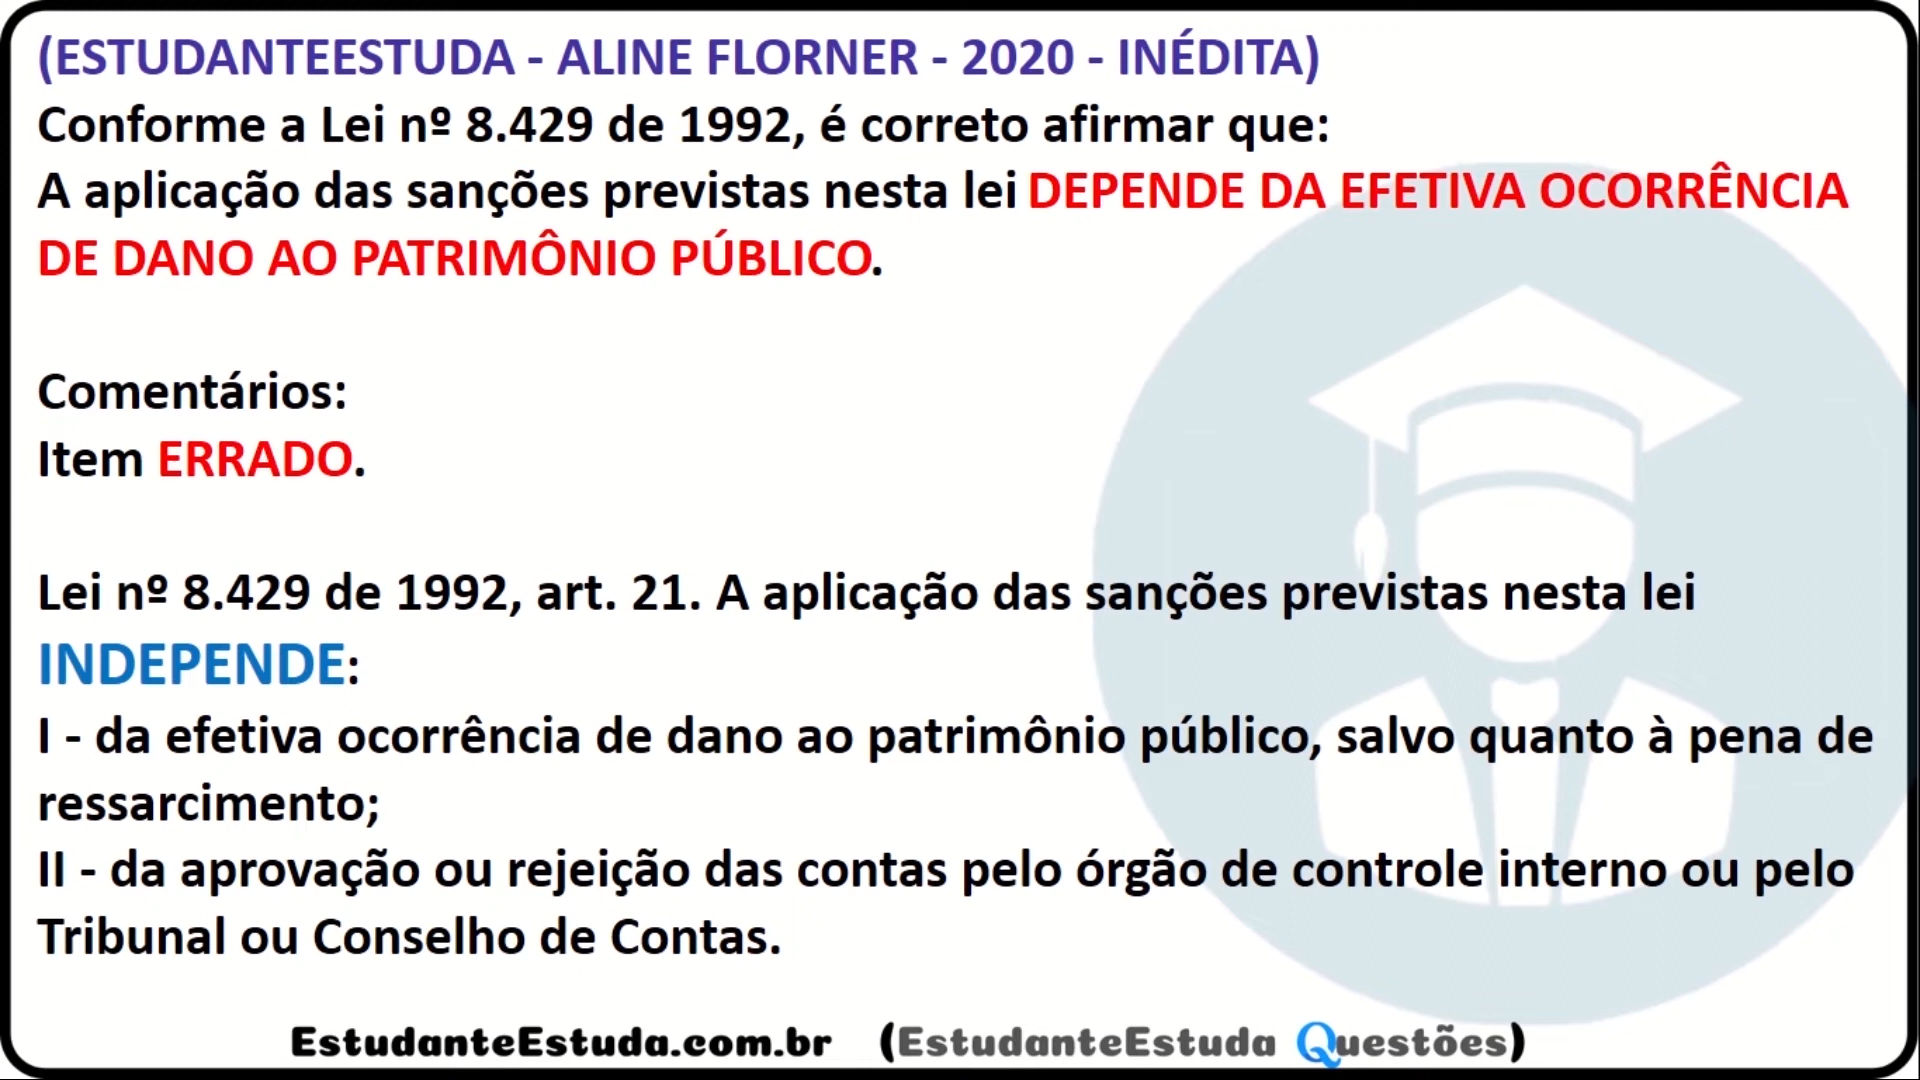 (ESTUDANTEESTUDA - ALINE FLORNER - 2020 - INÉDITA)
Conforme a Lei nº 8.429 de 1992, é correto afirmar que:
A aplicação das sanções previstas nesta lei DEPENDE DA EFETIVA OCORRÊNCIA
DE DANO AO PATRIMÔNIO PÚBLICO.
Comentários:
Item ERRADO.
Lei nº 8.429 de 1992, art. 21. A aplicação das sanções previstas nesta lei
INDEPENDE:
I - da efetiva ocorrência de dano ao patrimônio público, salvo quanto à pena de
ressarcimento;
II - da aprovação ou rejeição das contas pelo órgão de controle interno ou pelo
Tribunal ou Conselho de Contas.
EstudanteEstuda.com.br (EstudanteEstuda Questões)